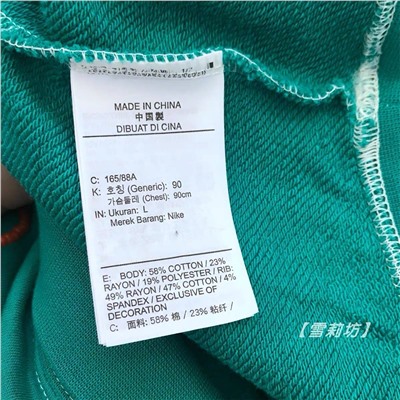 MADE IN CHINA
中国製
DIBUAT DI CINA
C: 165/88A
K: 호칭 (Generic): 90
가슴둘레 (Chest): 90cm
IN: Ukuran: L
Merek Barang: Nike
E: BODY: 58% COTTON / 23%
RAYON / 19% POLYESTER / RIB:
49% RAYON / 47% COTTON / 4%
SPANDEX / EXCLUSIVE OF
DECORATION
C: 面料: 58% 棉 / 23% 粘纤 /
【雪莉坊】